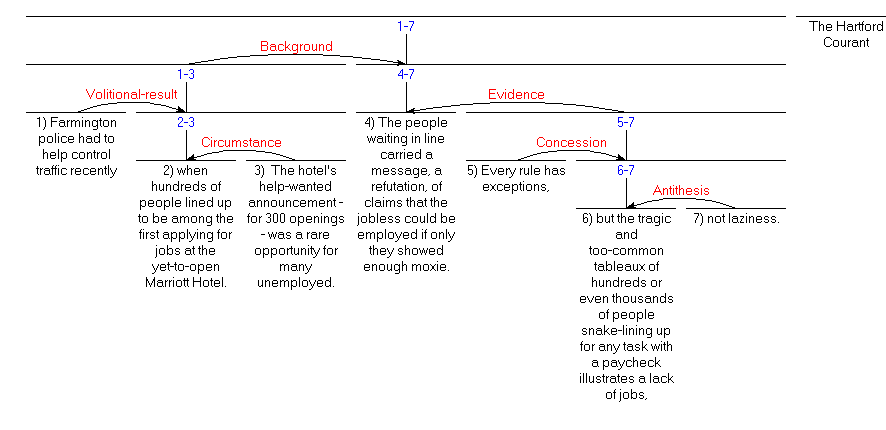 1-7
The Hartford
Courant
Background
1-3
4-7
Volitional-result
Evidence
2-3
5-7
1) Farmington
police had to
help control
traffic recently
Circumstance
4) The people
waiting in line
carried a
message, a
refutation, of
claims that the
jobless could be
employed if only
they showed
enough moxie.
Concession
2) when
hundreds of
people lined up
to be among the
first applying for
jobs at the
yet-to-open
Marriott Hotel.
3) The hotel's
help-wanted
announcement -
for 300 openings
- was a rare
opportunity for
many
unemployed.
5) Every rule has
exceptions,
6-7
Antithesis
6) but the tragic
and
too-common
tableaux of
hundreds or
even thousands
of people
snake-lining up
for any task with
a paycheck
illustrates a lack
of jobs,
7) not laziness.